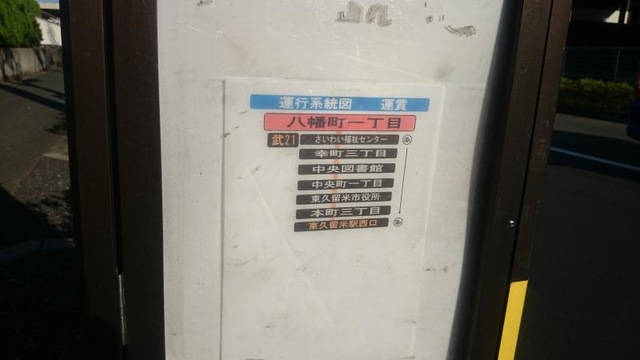 運行系統図 運賃
八幡町一丁目
武21 さいわい福祉センター
幸町三丁目
中央図書館
中央町一丁目
東久留米市役所
本町三丁目
東久留米駅西口